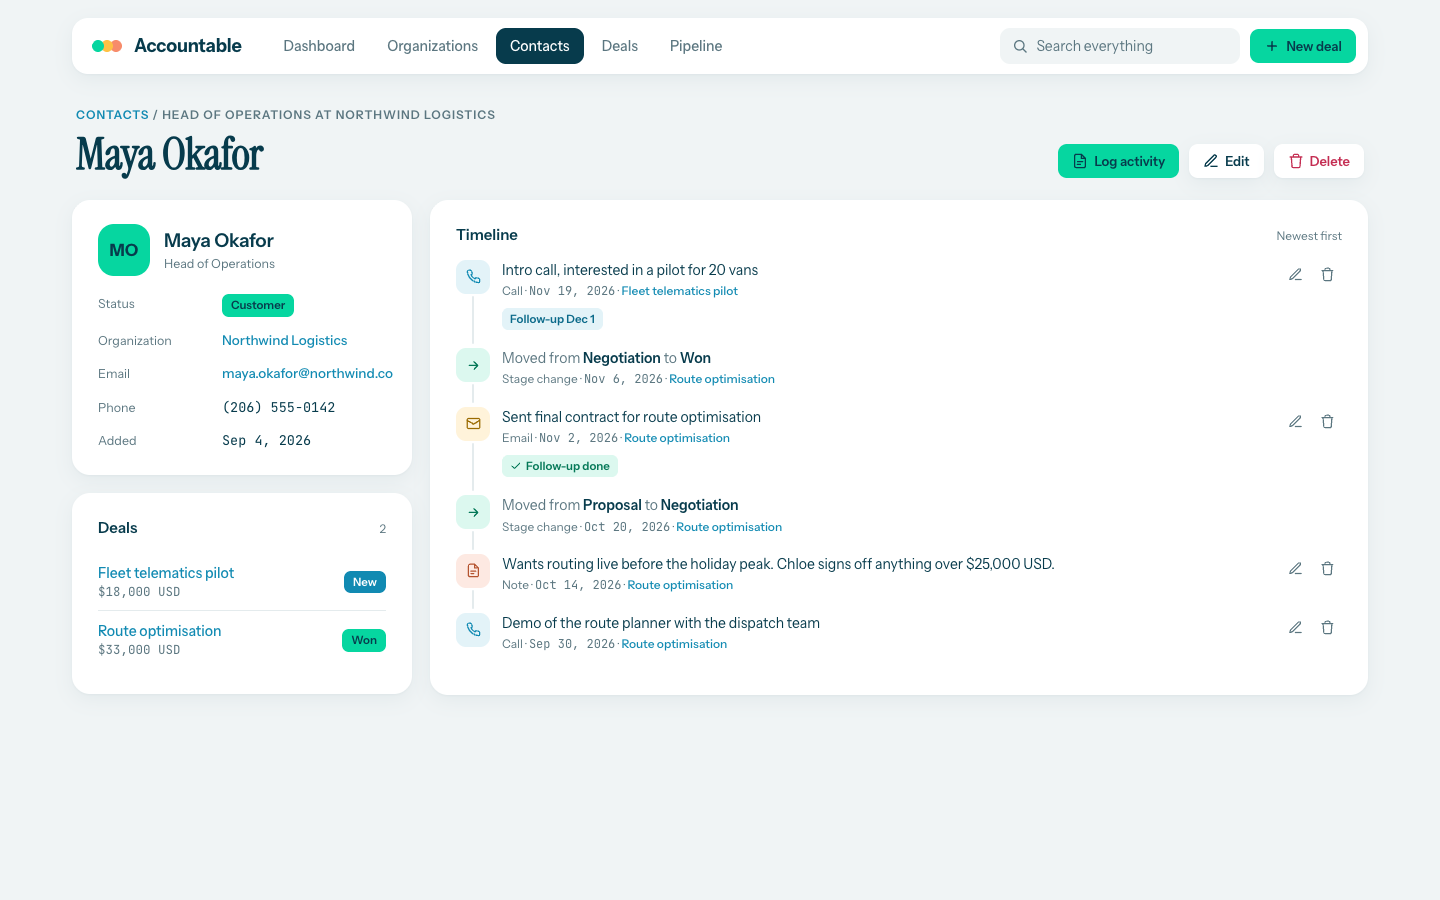 Accountable
Dashboard
Organizations
Contacts
Deals
Pipeline
Search everything
New deal
CONTACTS / HEAD OF OPERATIONS AT NORTHWIND LOGISTICS
Maya Okafor
Log activity
Edit
Delete
MO
Maya Okafor
Head of Operations
Status
Customer
Organization
Northwind Logistics
Email
maya.okafor@northwind.co
Phone
(206) 555-0142
Added
Sep 4, 2026
Deals
2
Fleet telematics pilot
$18,000 USD
New
Route optimisation
$33,000 USD
Won
Timeline
Newest first
Intro call, interested in a pilot for 20 vans
Call · Nov 19, 2026 · Fleet telematics pilot
Follow-up Dec 1
Moved from Negotiation to Won
Stage change · Nov 6, 2026 · Route optimisation
Sent final contract for route optimisation
Email · Nov 2, 2026 · Route optimisation
Follow-up done
Moved from Proposal to Negotiation
Stage change · Oct 20, 2026 · Route optimisation
Wants routing live before the holiday peak. Chloe signs off anything over $25,000 USD.
Note · Oct 14, 2026 · Route optimisation
Demo of the route planner with the dispatch team
Call · Sep 30, 2026 · Route optimisation